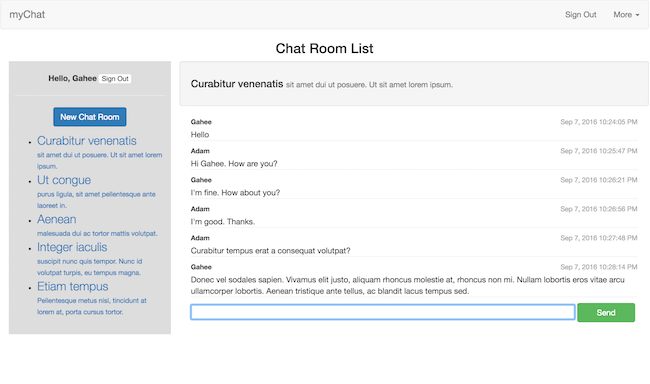 myChat
Sign Out More
Chat Room List
Hello, Gahee Sign Out
New Chat Room
Curabitur venenatis
sit amet dui ut posuere. Ut sit amet lorem
ipsum.
Ut congue
purus ligula, sit amet pellentesque ante
laoreet in.
Aenean
malesuada dui ac tortor mattis volutpat.
Integer iaculis
suscipit nunc quis tempor. Nunc id
volutpat turpis, eu tempus magna.
Etiam tempus
Pellentesque metus nisl, tincidunt at
lorem at, porta cursus tortor.
Curabitur venenatis sit amet dui ut posuere. Ut sit amet lorem ipsum.
Gahee Sep 7, 2016 10:24:05 PM
Hello
Adam Sep 7, 2016 10:25:47 PM
Hi Gahee. How are you?
Gahee Sep 7, 2016 10:26:21 PM
I'm fine. How about you?
Adam Sep 7, 2016 10:26:56 PM
I'm good. Thanks.
Adam Sep 7, 2016 10:27:48 PM
Curabitur tempus erat a consequat volutpat?
Gahee Sep 7, 2016 10:28:14 PM
Donec vel sodales sapien. Vivamus elit justo, aliquam rhoncus molestie at, rhoncus non mi. Nullam lobortis eros vitae arcu
ullamcorper lobortis. Aenean tristique ante tellus, ac blandit lacus tempus sed.
Send